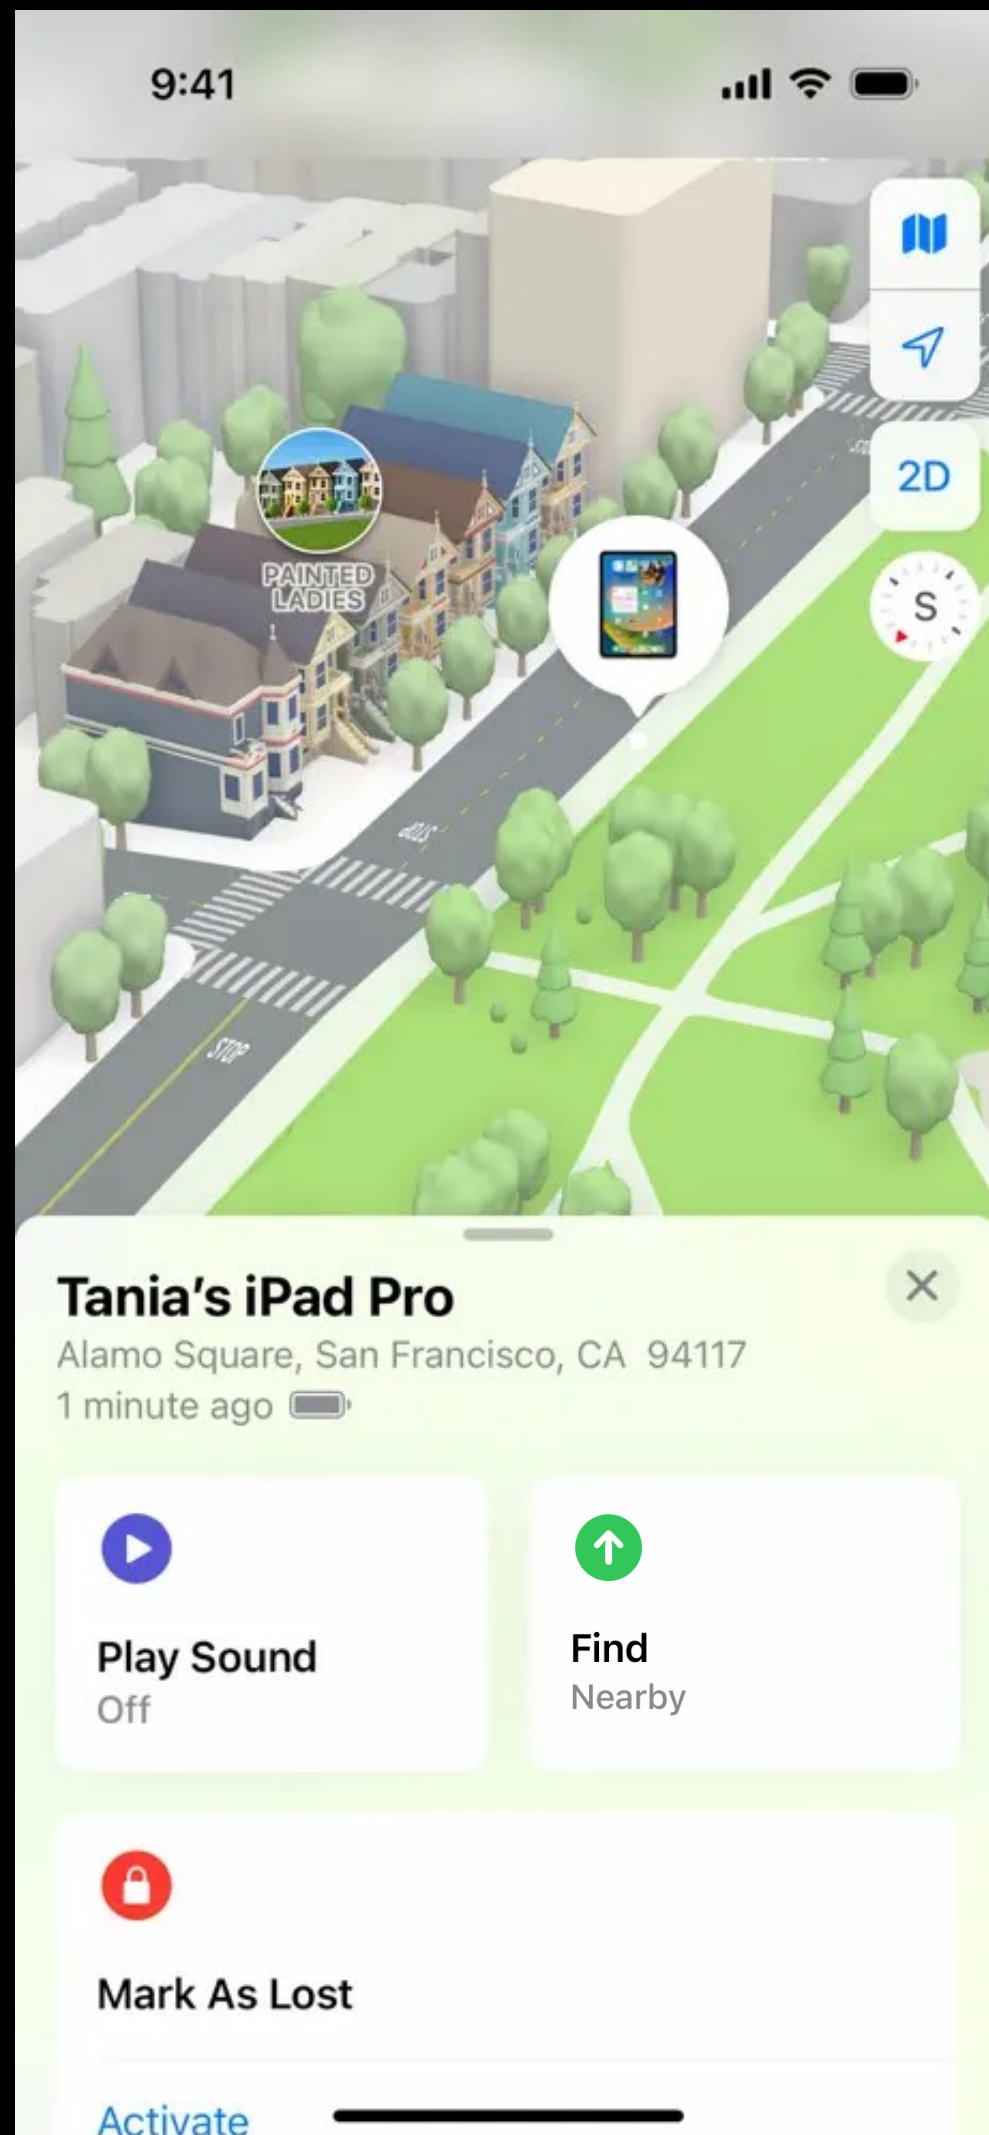 9:41
2D
S
PAINTED
LADIES
STOP
STOP
Tania's iPad Pro
Alamo Square, San Francisco, CA 94117
1 minute ago
Play Sound
Off
Find
Nearby
Mark As Lost
Activate